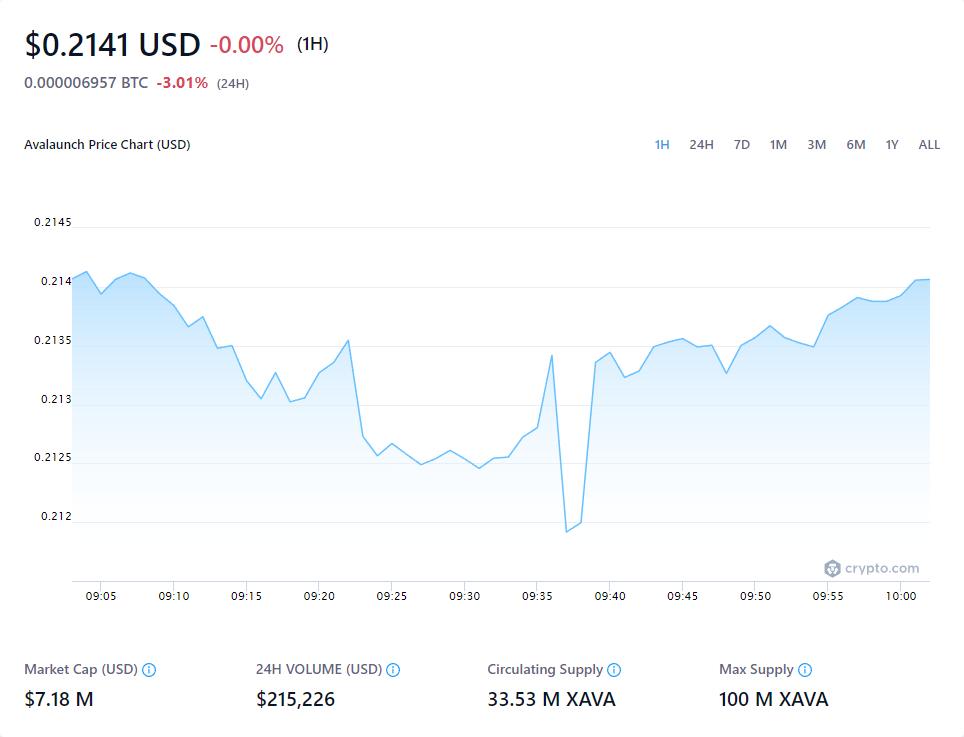 $0.2141 USD -0.00% (1H)
0.000006957 BTC -3.01% (24H)
Avalaunch Price Chart (USD) 1H 24H 7D 1M 3M 6M 1Y ALL
0.2145
0.214
0.2135
0.213
0.2125
0.212
crypto.com
09:05 09:10 09:15 09:20 09:25 09:30 09:35 09:40 09:45 09:50 09:55 10:00
Market Cap (USD) 24H VOLUME (USD) Circulating Supply Max Supply
$7.18 M $215,226 33.53 M XAVA 100 M XAVA